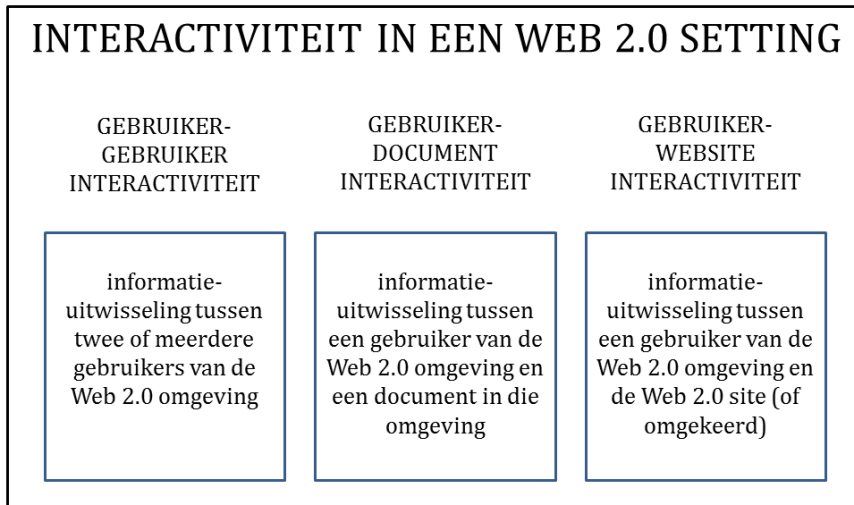 INTERACTIVITEIT IN EEN WEB 2.0 SETTING
GEBRUIKER-
GEBRUIKER
INTERACTIVITEIT
informatie-
uitwisseling tussen
twee of meerdere
gebruikers van de
Web 2.0 omgeving
GEBRUIKER-
DOCUMENT
INTERACTIVITEIT
informatie-
uitwisseling tussen
een gebruiker van de
Web 2.0 omgeving en
een document in die
omgeving
GEBRUIKER-
WEBSITE
INTERACTIVITEIT
informatie-
uitwisseling tussen
een gebruiker van de
Web 2.0 omgeving en
de Web 2.0 site (of
omgekeerd)